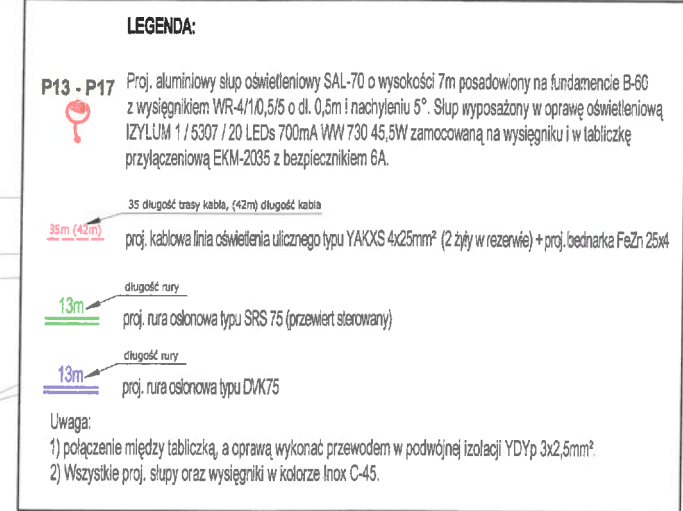 LEGENDA:
P13 - P17
Proj. aluminiowy słup oświetleniowy SAL-70 o wysokości 7m posadowiony na fundamencie B-60
z wysięgnikiem WR-4/1/0,5/5 o dł. 0,5m i nachyleniu 5°. Słup wyposażony w oprawę oświetleniową
IZYLUM 1 / 5307 / 20 LEDs 700mA WW 730 45,5W zamocowaną na wysięgniku i w tabliczkę
przyłączeniową EKM-2035 z bezpiecznikiem 6A.
35 długość trasy kabla, (42m) długość kabla
35m (42m)
proj. kablowa linia oświetlenia ulicznego typu YAKXS 4x25mm² (2 żyły w rezerwie) + proj. bednarka FeZn 25x4
długość rury
13m
proj. rura osłonowa typu SRS 75 (przewiert sterowany)
długość rury
13m
proj. rura osłonowa typu DVK75
Uwaga:
1) połączenie między tabliczką, a oprawą wykonać przewodem w podwójnej izolacji YDYp 3x2,5mm².
2) Wszystkie proj. słupy oraz wysięgniki w kolorze Inox C-45.